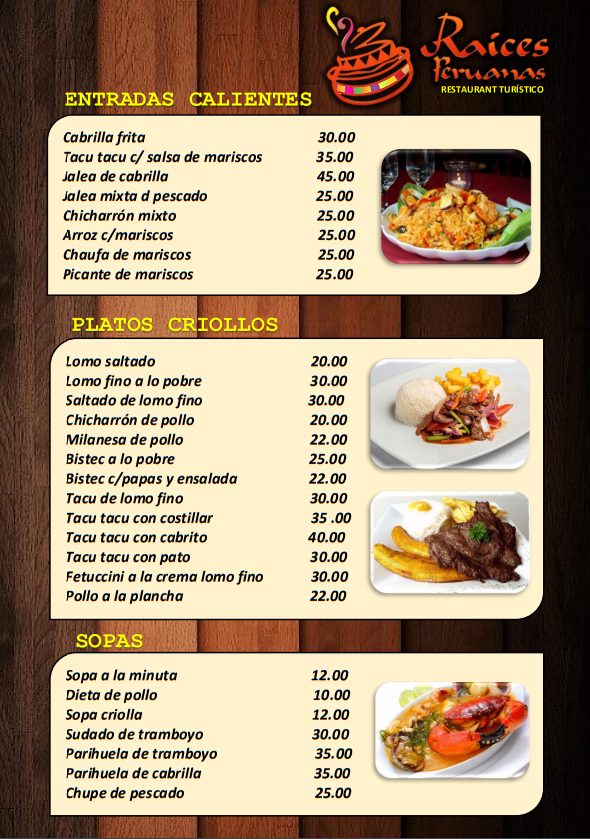 Raíces
Peruanas
RESTAURANT TURÍSTICO
ENTRADAS CALIENTES
Cabrilla frita 30.00
Tacu tacu c/ salsa de mariscos 35.00
Jalea de cabrilla 45.00
Jalea mixta d pescado 25.00
Chicharrón mixto 25.00
Arroz c/mariscos 25.00
Chaufa de mariscos 25.00
Picante de mariscos 25.00
PLATOS CRIOLLOS
Lomo saltado 20.00
Lomo fino a lo pobre 30.00
Saltado de lomo fino 30.00
Chicharrón de pollo 20.00
Milanesa de pollo 22.00
Bistec a lo pobre 25.00
Bistec c/papas y ensalada 22.00
Tacu de lomo fino 30.00
Tacu tacu con costillar 35 .00
Tacu tacu con cabrito 40.00
Tacu tacu con pato 30.00
Fetuccini a la crema lomo fino 30.00
Pollo a la plancha 22.00
SOPAS
Sopa a la minuta 12.00
Dieta de pollo 10.00
Sopa criolla 12.00
Sudado de tramboyo 30.00
Parihuela de tramboyo 35.00
Parihuela de cabrilla 35.00
Chupe de pescado 25.00